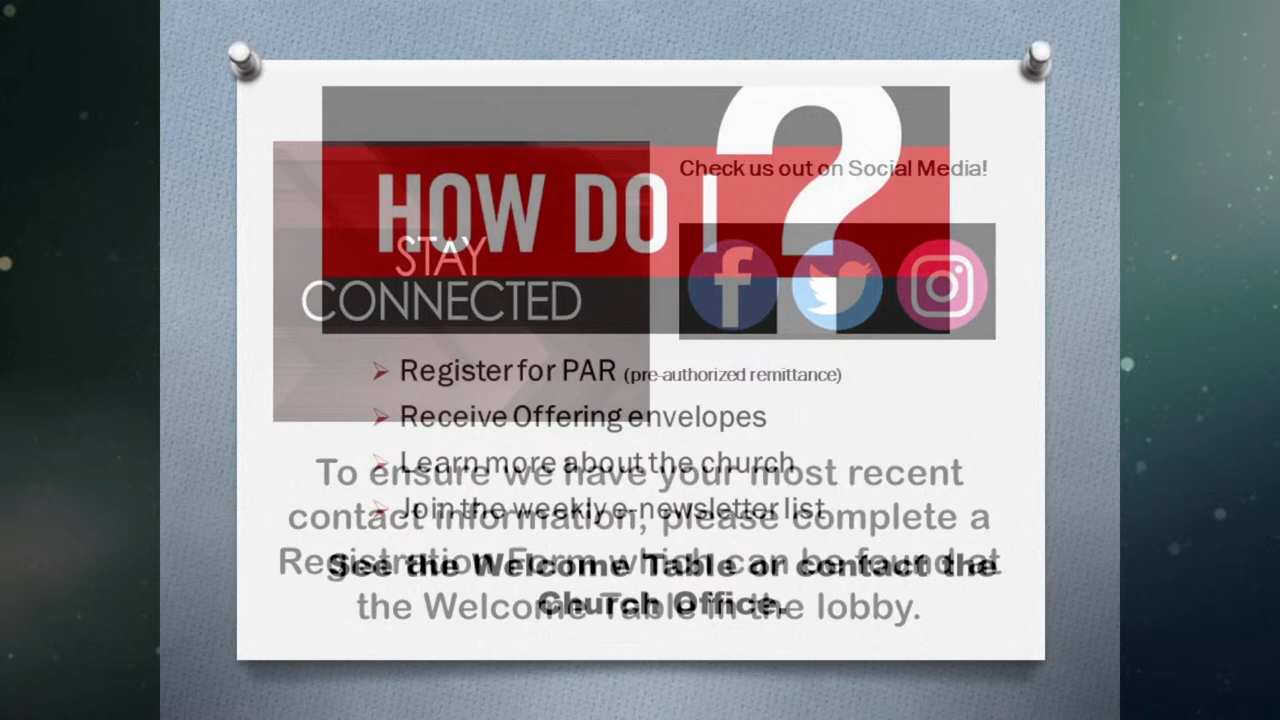 HOW DO I ?
Check us out on Social Media!
STAY
CONNECTED
Register for PAR (pre-authorized remittance)
Receive Offering envelopes
Learn more about the church
Join the weekly e-newsletter list
See the Welcome Table or contact the
Church Office.
To ensure we have your most recent
contact information, please complete a
Registration Form which can be found at
the Welcome Table in the lobby.